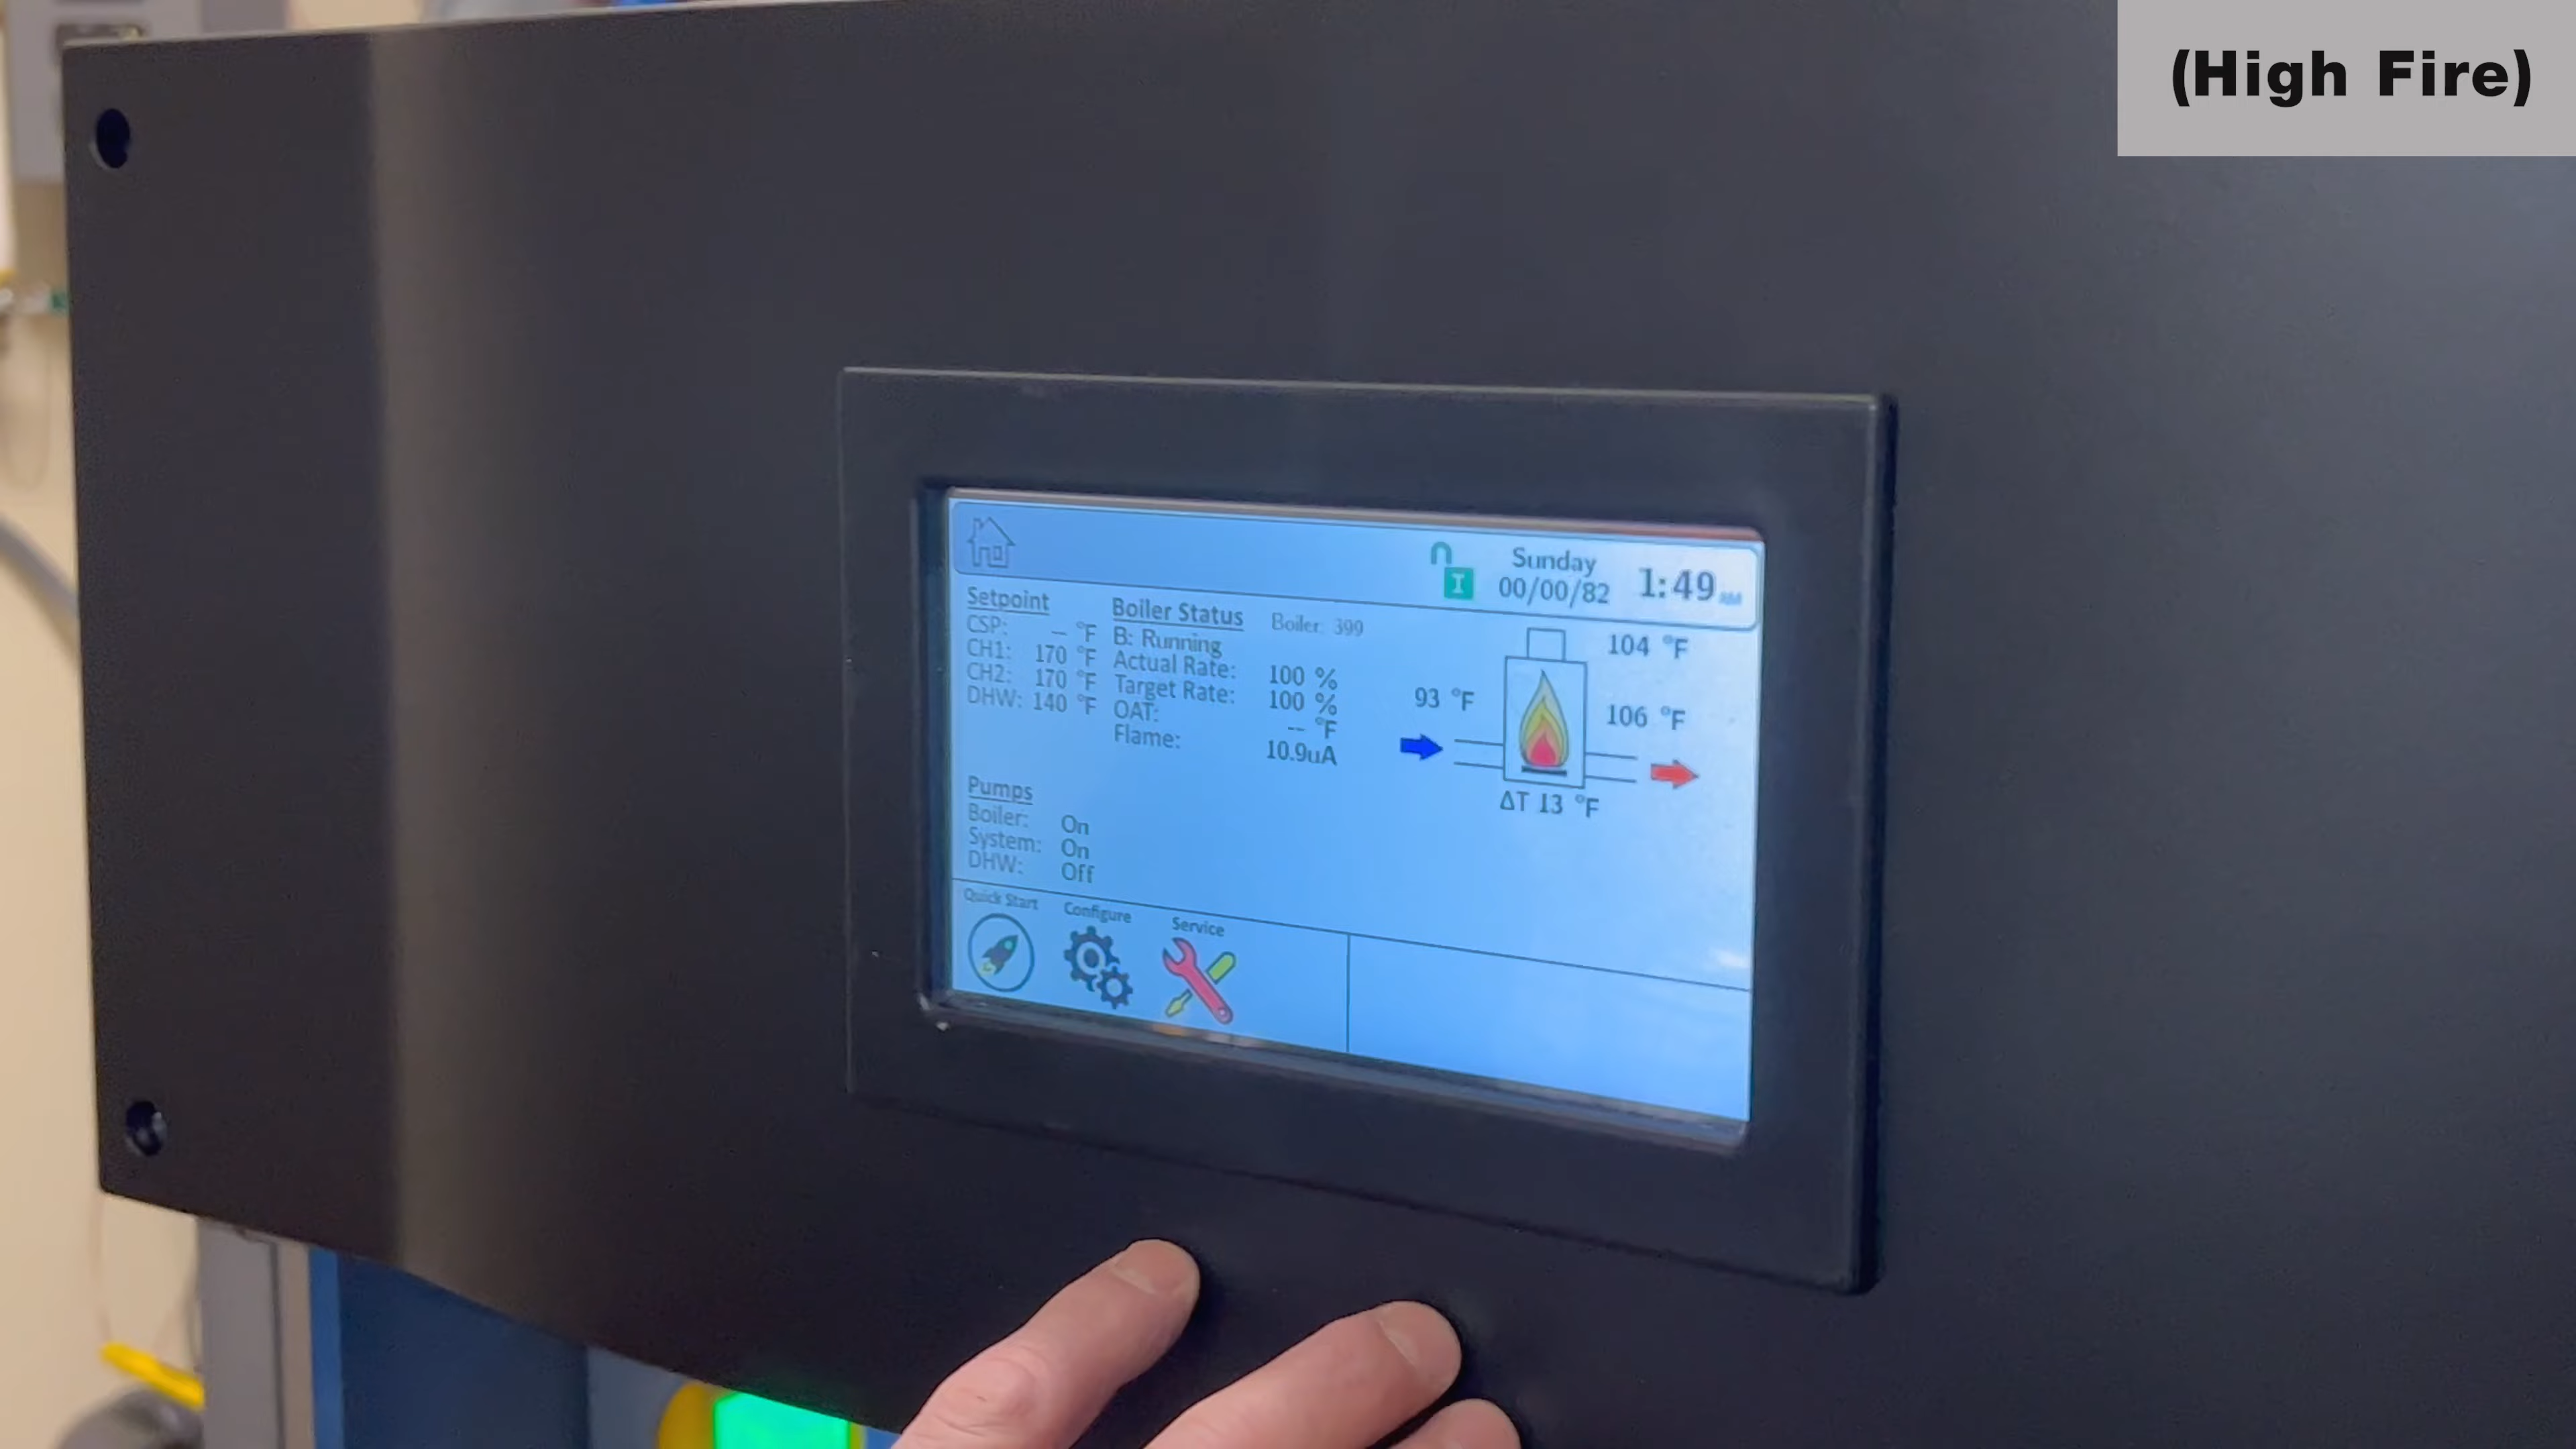 (High Fire)
Sunday
00/00/82
1:49 AM
Setpoint
CSP: -- °F
CH1: 170 °F
CH2: 170 °F
DHW: 140 °F
Boiler Status
Boiler: 399
B: Running
Actual Rate: 100 %
Target Rate: 100 %
OAT: -- °F
Flame: 10.9uA
104 °F
93 °F
106 °F
ΔT 13 °F
Pumps
Boiler: On
System: On
DHW: Off
Quick Start
Configure
Service